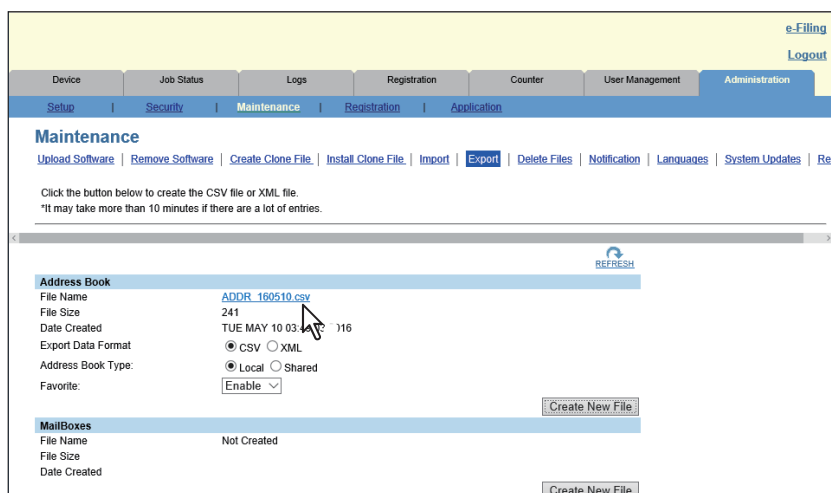 e-Filing
Logout
Device Job Status Logs Registration Counter User Management Administration
Setup | Security | Maintenance | Registration | Application
Maintenance
Upload Software | Remove Software | Create Clone File | Install Clone File | Import | Export | Delete Files | Notification | Languages | System Updates | Re
Click the button below to create the CSV file or XML file.
*It may take more than 10 minutes if there are a lot of entries.
REFRESH
Address Book
File Name ADDR_160510.csv
File Size 241
Date Created TUE MAY 10
Export Data Format CSV XML
Address Book Type: Local Shared
Favorite: Enable
Create New File
MailBoxes
File Name Not Created
File Size
Date Created
Create New File